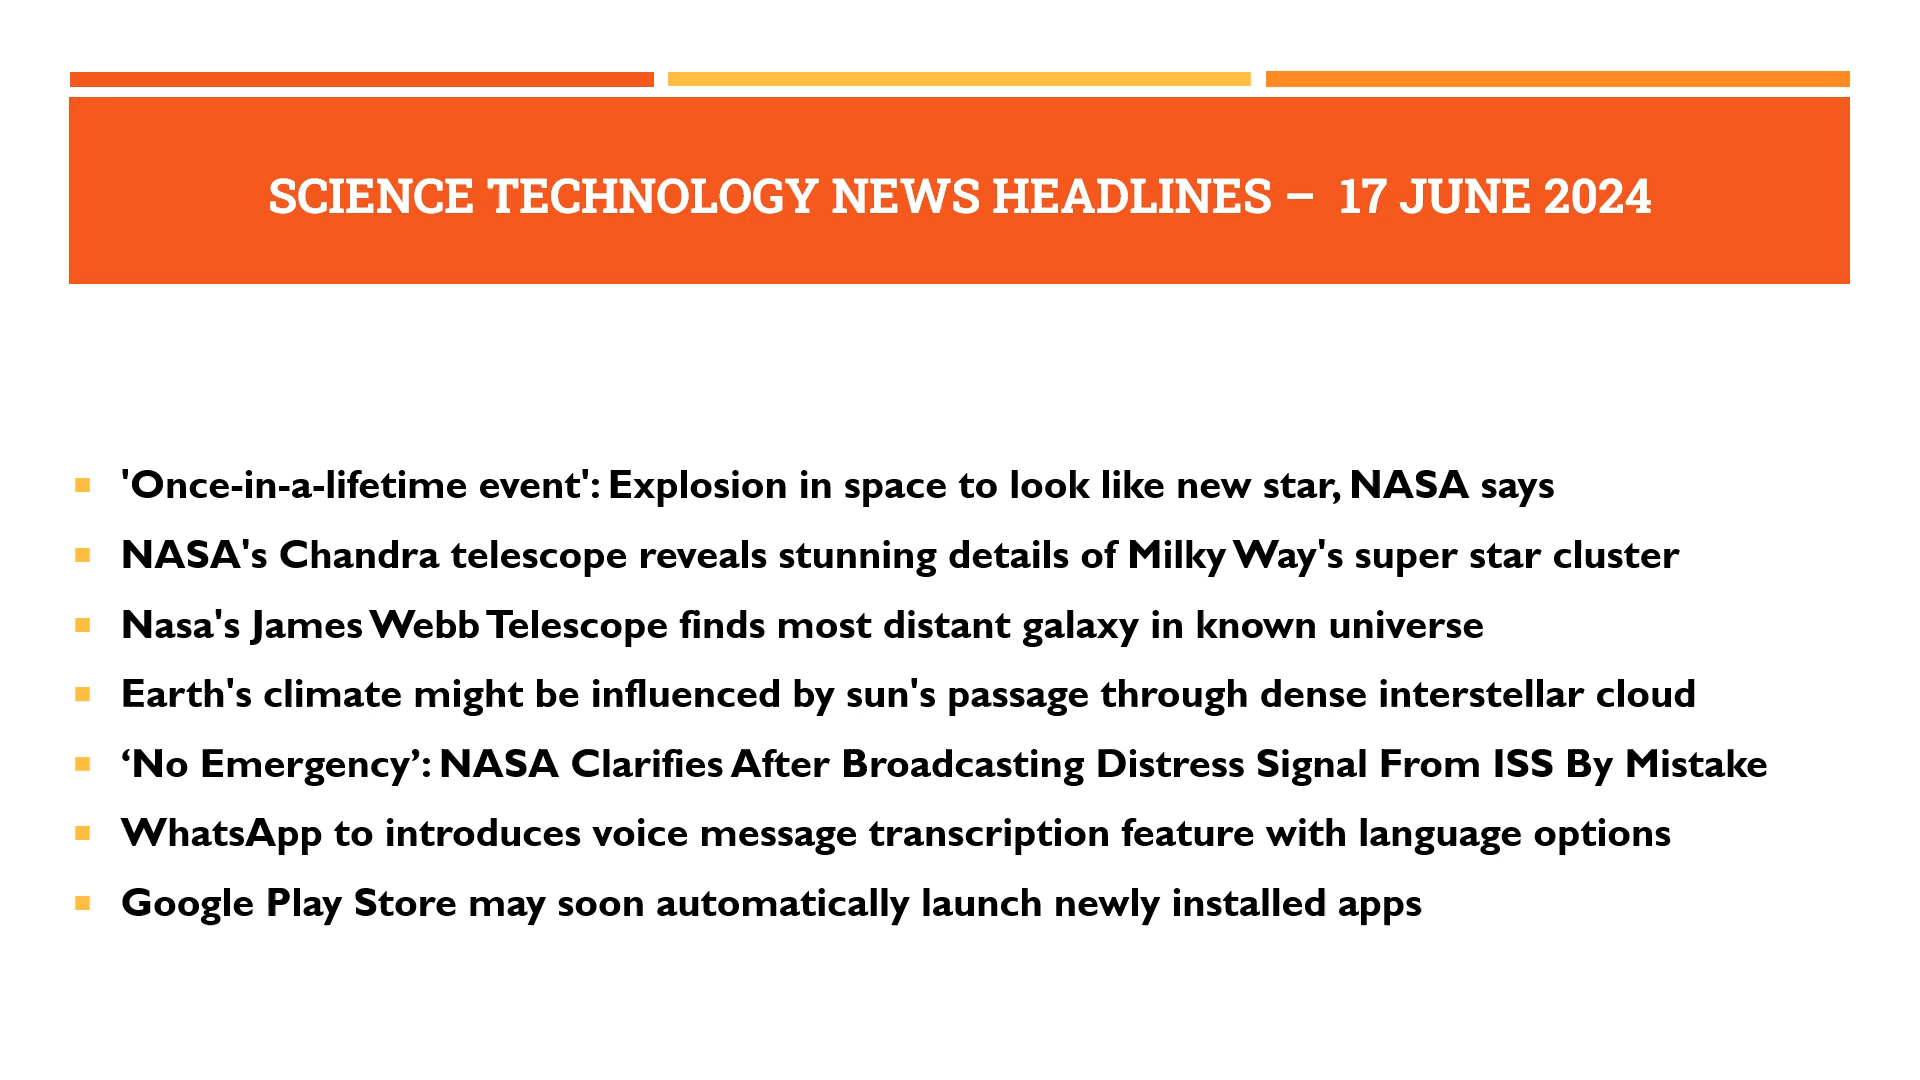 SCIENCE TECHNOLOGY NEWS HEADLINES – 17 JUNE 2024
'Once-in-a-lifetime event': Explosion in space to look like new star, NASA says
NASA's Chandra telescope reveals stunning details of Milky Way's super star cluster
Nasa's James Webb Telescope finds most distant galaxy in known universe
Earth's climate might be influenced by sun's passage through dense interstellar cloud
‘No Emergency’: NASA Clarifies After Broadcasting Distress Signal From ISS By Mistake
WhatsApp to introduces voice message transcription feature with language options
Google Play Store may soon automatically launch newly installed apps